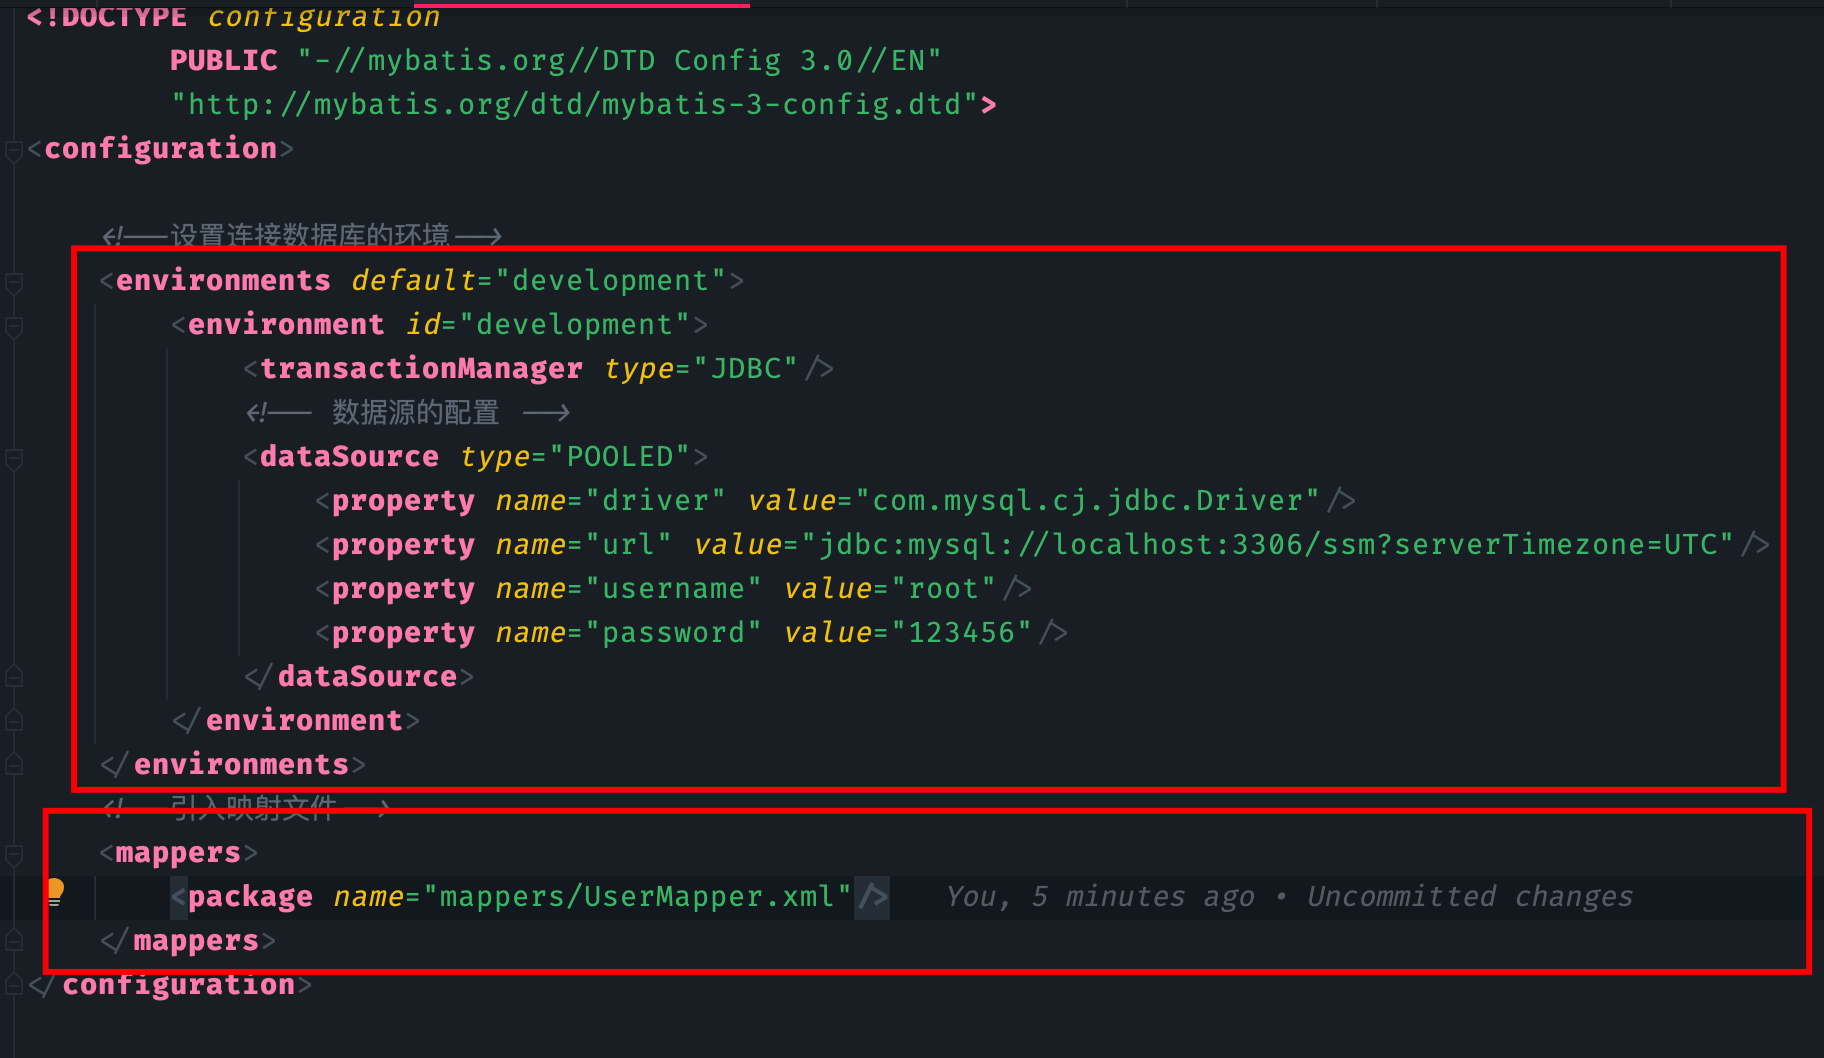 <!DOCTYPE configuration
PUBLIC "-//mybatis.org//DTD Config 3.0//EN"
"http://mybatis.org/dtd/mybatis-3-config.dtd">
<configuration>
<!--设置连接数据库的环境-->
<environments default="development">
<environment id="development">
<transactionManager type="JDBC"/>
<!-- 数据源的配置 -->
<dataSource type="POOLED">
<property name="driver" value="com.mysql.cj.jdbc.Driver"/>
<property name="url" value="jdbc:mysql://localhost:3306/ssm?serverTimezone=UTC"/>
<property name="username" value="root"/>
<property name="password" value="123456"/>
</dataSource>
</environment>
</environments>
<!--引入映射文件-->
<mappers>
<package name="mappers/UserMapper.xml"/> You, 5 minutes ago • Uncommitted changes
</mappers>
</configuration>